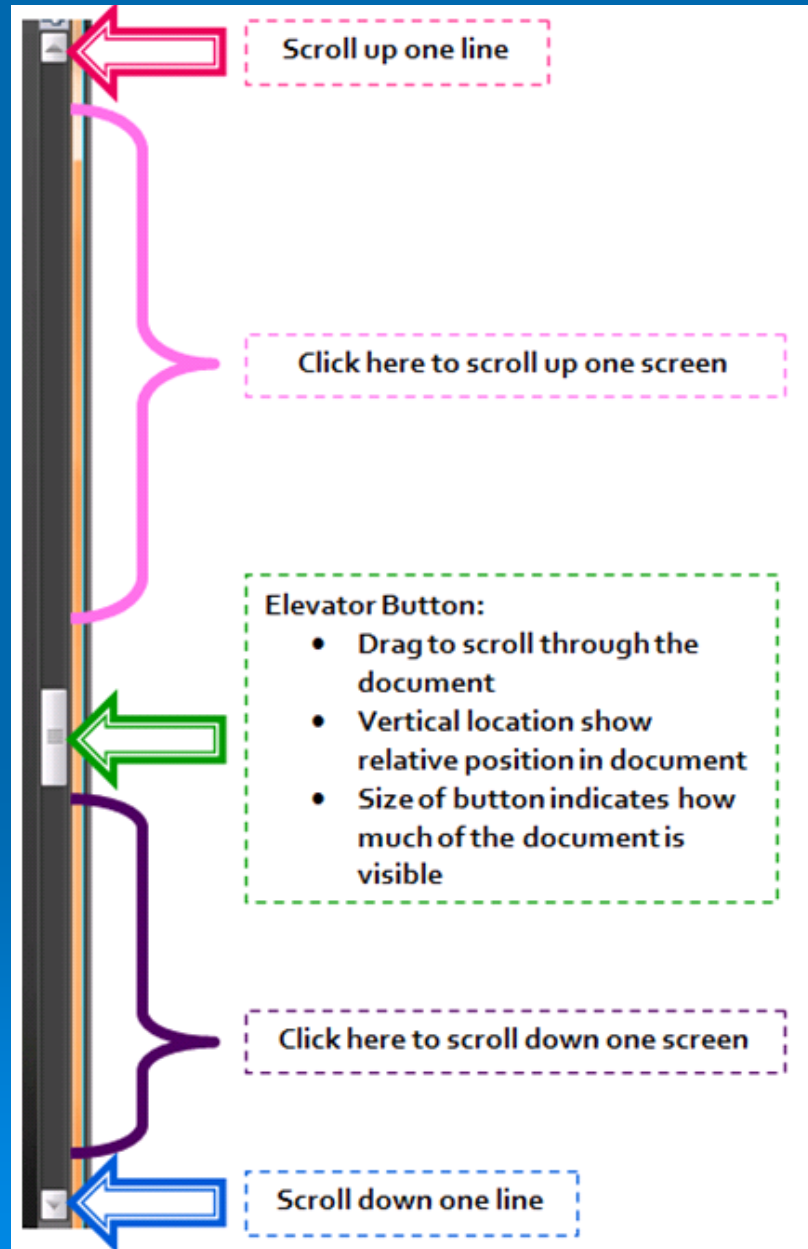 Scroll up one line
Click here to scroll up one screen
Elevator Button:
• Drag to scroll through the
document
• Vertical location show
relative position in document
• Size of button indicates how
much of the document is
visible
Click here to scroll down one screen
Scroll down one line